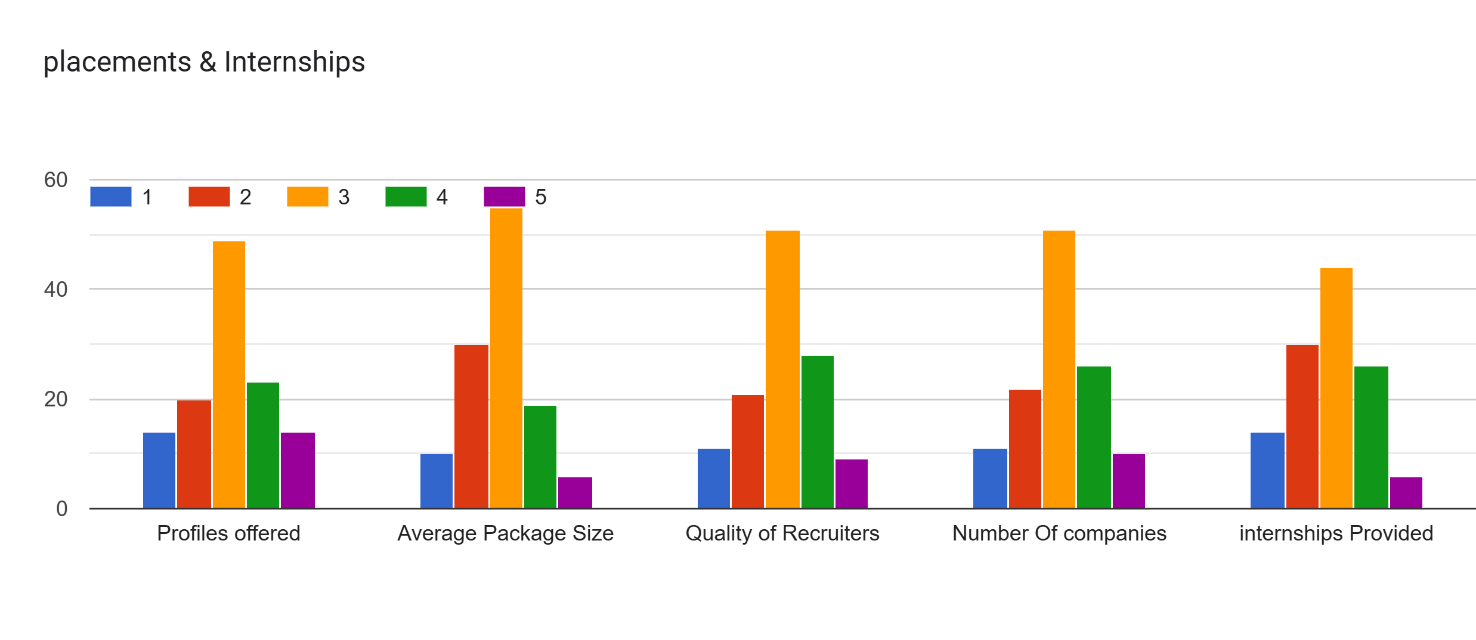 placements & Internships
60
1 2 3 4 5
40
20
0
Profiles offered Average Package Size Quality of Recruiters Number Of companies internships Provided